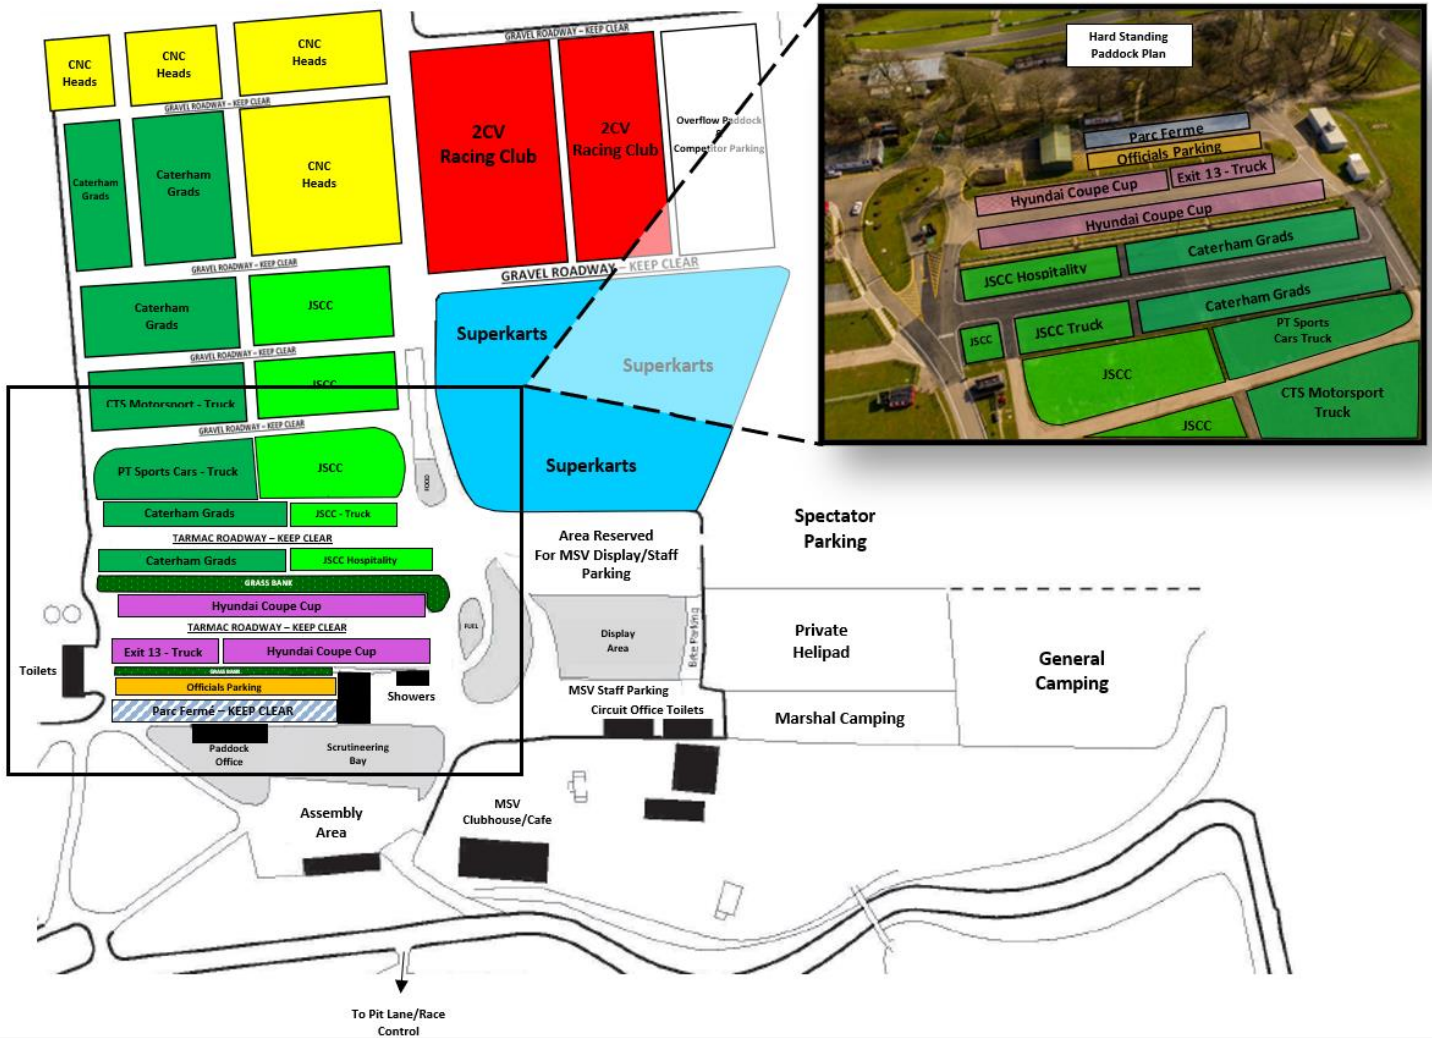 CNC
Heads
CNC
Heads
CNC
Heads
GRAVEL ROADWAY – KEEP CLEAR
GRAVEL ROADWAY – KEEP CLEAR
Caterham
Grads
Caterham
Grads
CNC
Heads
2CV
Racing Club
2CV
Racing Club
Overflow Paddock
Competitor Parking
GRAVEL ROADWAY – KEEP CLEAR
GRAVEL ROADWAY – KEEP CLEAR
Caterham
Grads
JSCC
Superkarts
Superkarts
Superkarts
GRAVEL ROADWAY – KEEP CLEAR
CTS Motorsport - Truck
JSCC
GRAVEL ROADWAY – KEEP CLEAR
PT Sports Cars - Truck
JSCC
FOOD
Caterham Grads
JSCC - Truck
TARMAC ROADWAY – KEEP CLEAR
Caterham Grads
JSCC Hospitality
GRASS BANK
Hyundai Coupe Cup
TARMAC ROADWAY – KEEP CLEAR
Exit 13 - Truck
Hyundai Coupe Cup
GRASS BANK
Officials Parking
Parc Fermé – KEEP CLEAR
Toilets
Showers
FUEL
Paddock
Office
Scrutineering
Bay
Assembly
Area
MSV
Clubhouse/Cafe
To Pit Lane/Race
Control
Area Reserved
For MSV Display/Staff
Parking
Display
Area
Bike Parking
MSV Staff Parking
Circuit Office Toilets
Spectator
Parking
Private
Helipad
Marshal Camping
General
Camping
Hard Standing
Paddock Plan
Parc Ferme
Officials Parking
Hyundai Coupe Cup
Exit 13 - Truck
Hyundai Coupe Cup
JSCC Hospitality
Caterham Grads
JSCC
JSCC Truck
Caterham Grads
JSCC
PT Sports
Cars Truck
JSCC
CTS Motorsport
Truck